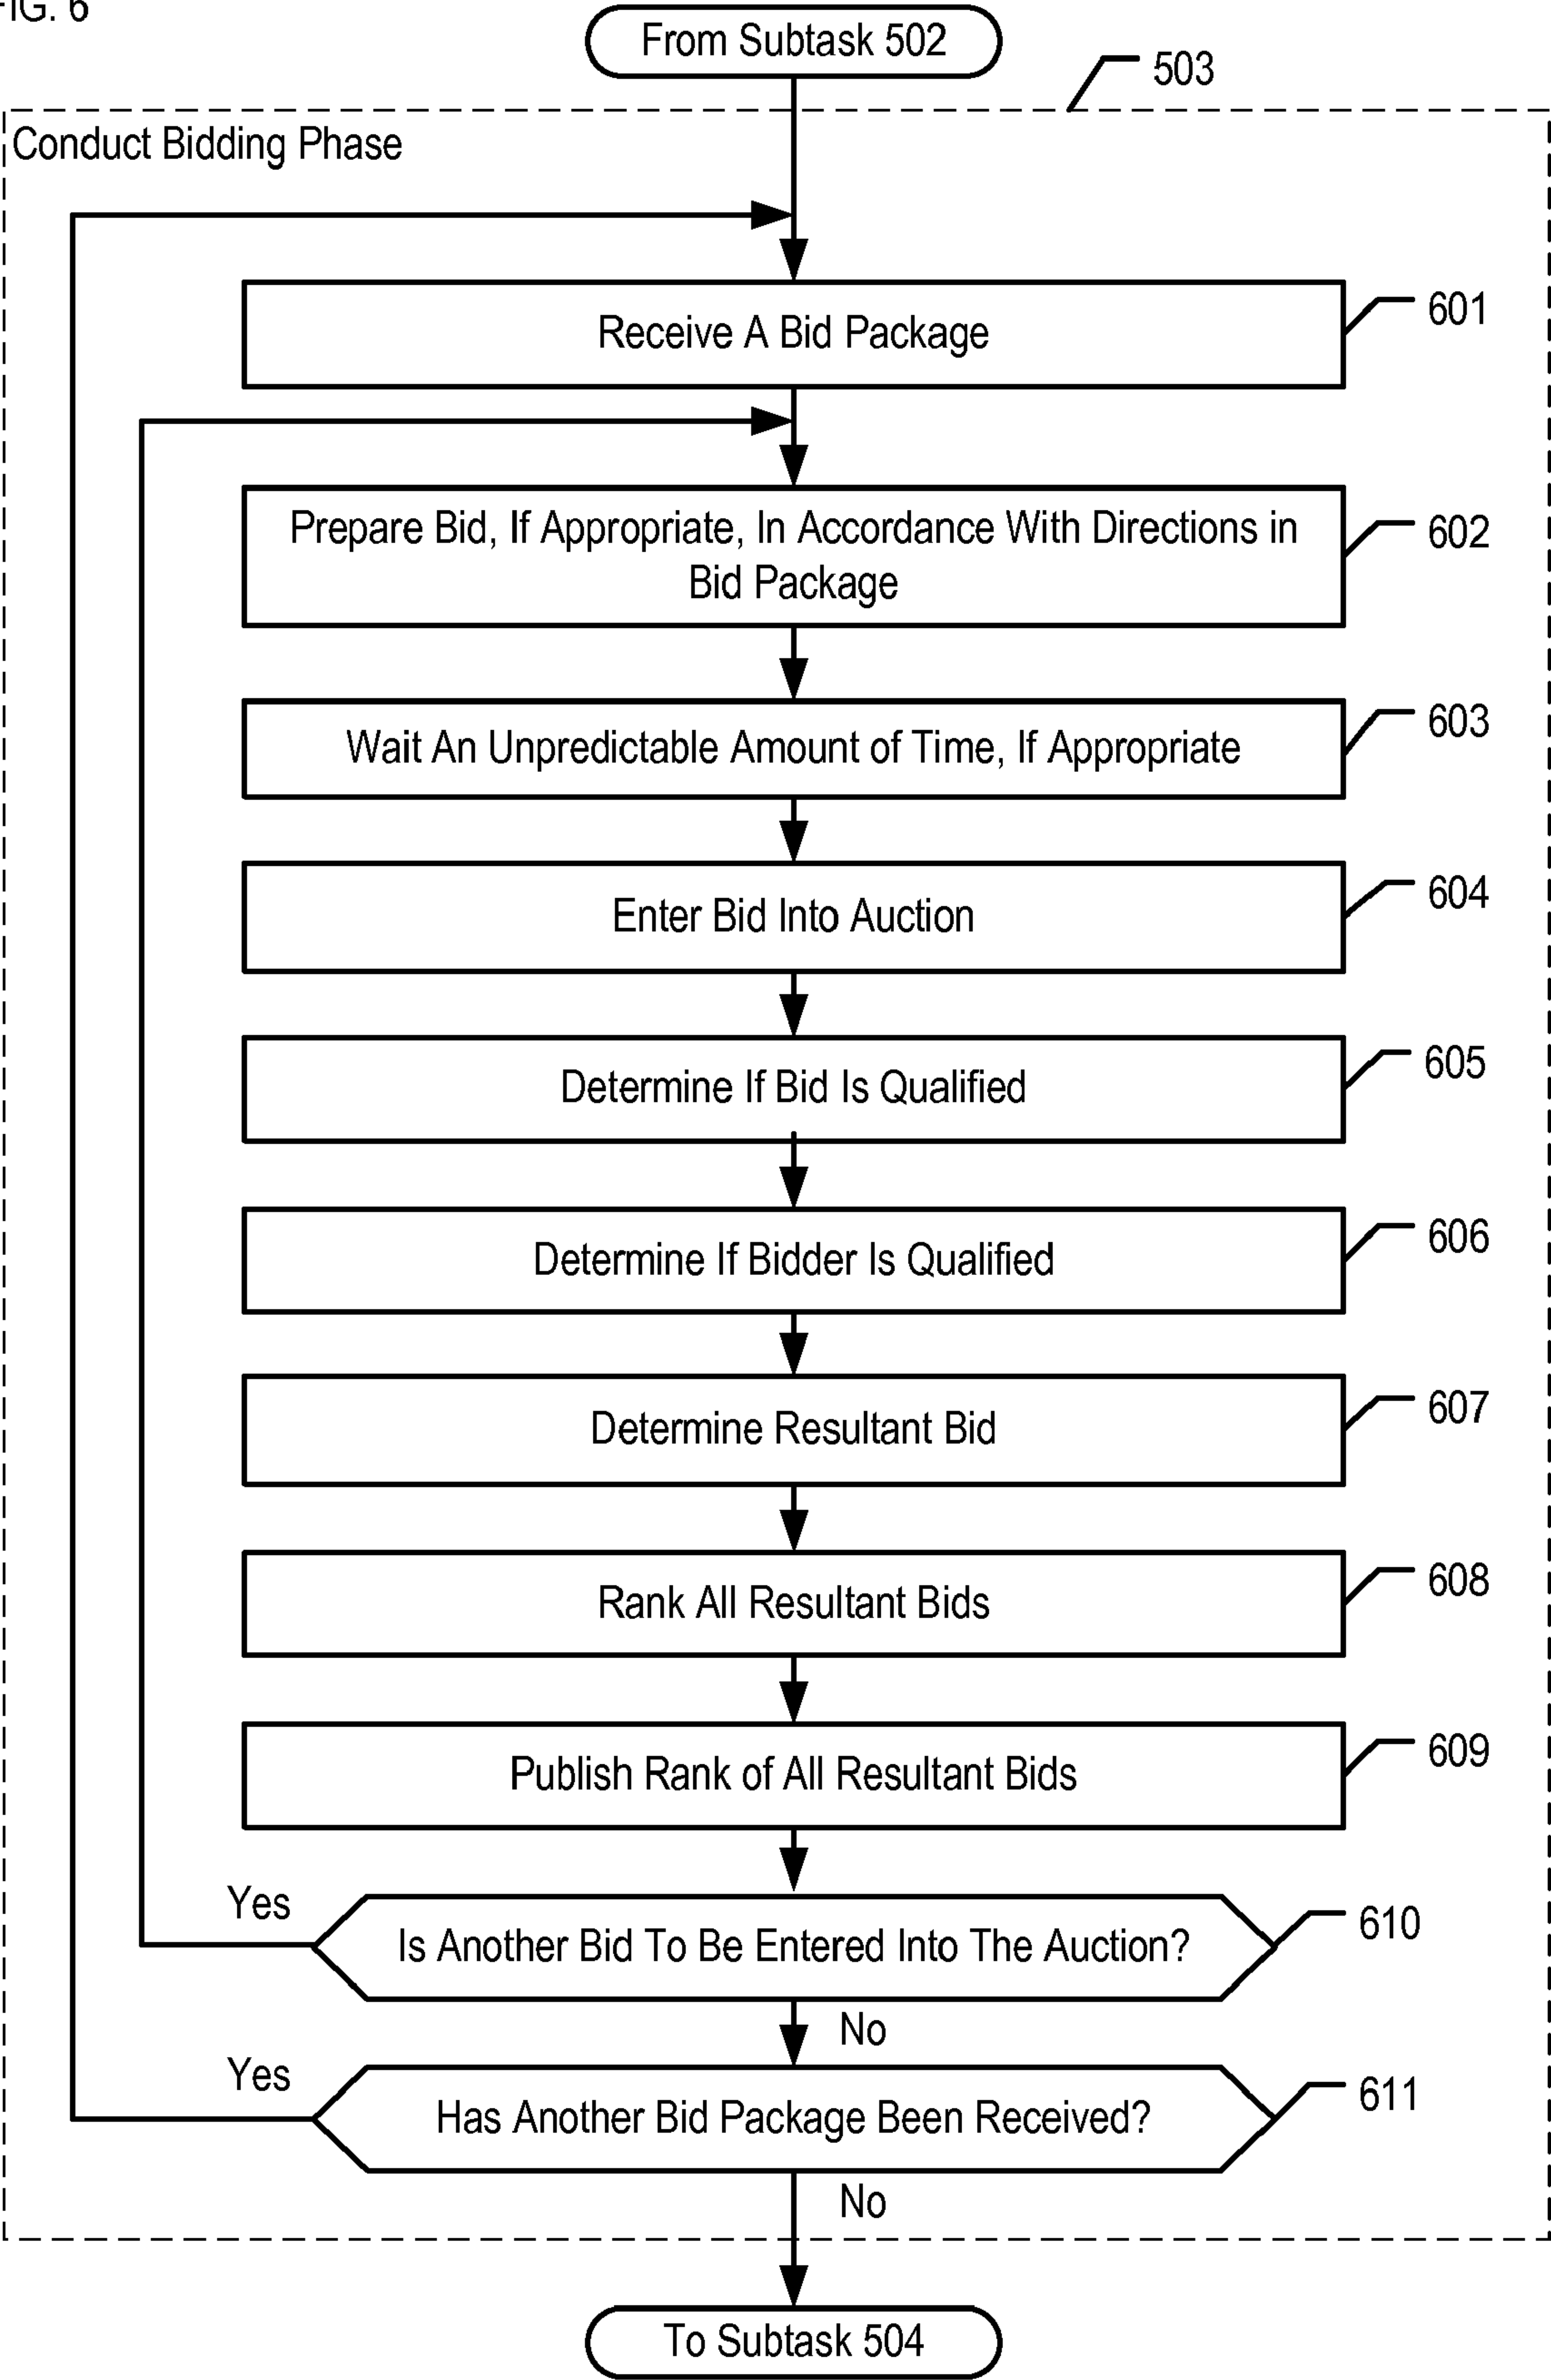 FIG. 6
From Subtask 502
503
Conduct Bidding Phase
Receive A Bid Package
601
Prepare Bid, If Appropriate, In Accordance With Directions in
Bid Package
602
Wait An Unpredictable Amount of Time, If Appropriate
603
Enter Bid Into Auction
604
Determine If Bid Is Qualified
605
Determine If Bidder Is Qualified
606
Determine Resultant Bid
607
Rank All Resultant Bids
608
Publish Rank of All Resultant Bids
609
Yes
Is Another Bid To Be Entered Into The Auction?
610
No
Yes
Has Another Bid Package Been Received?
611
No
To Subtask 504